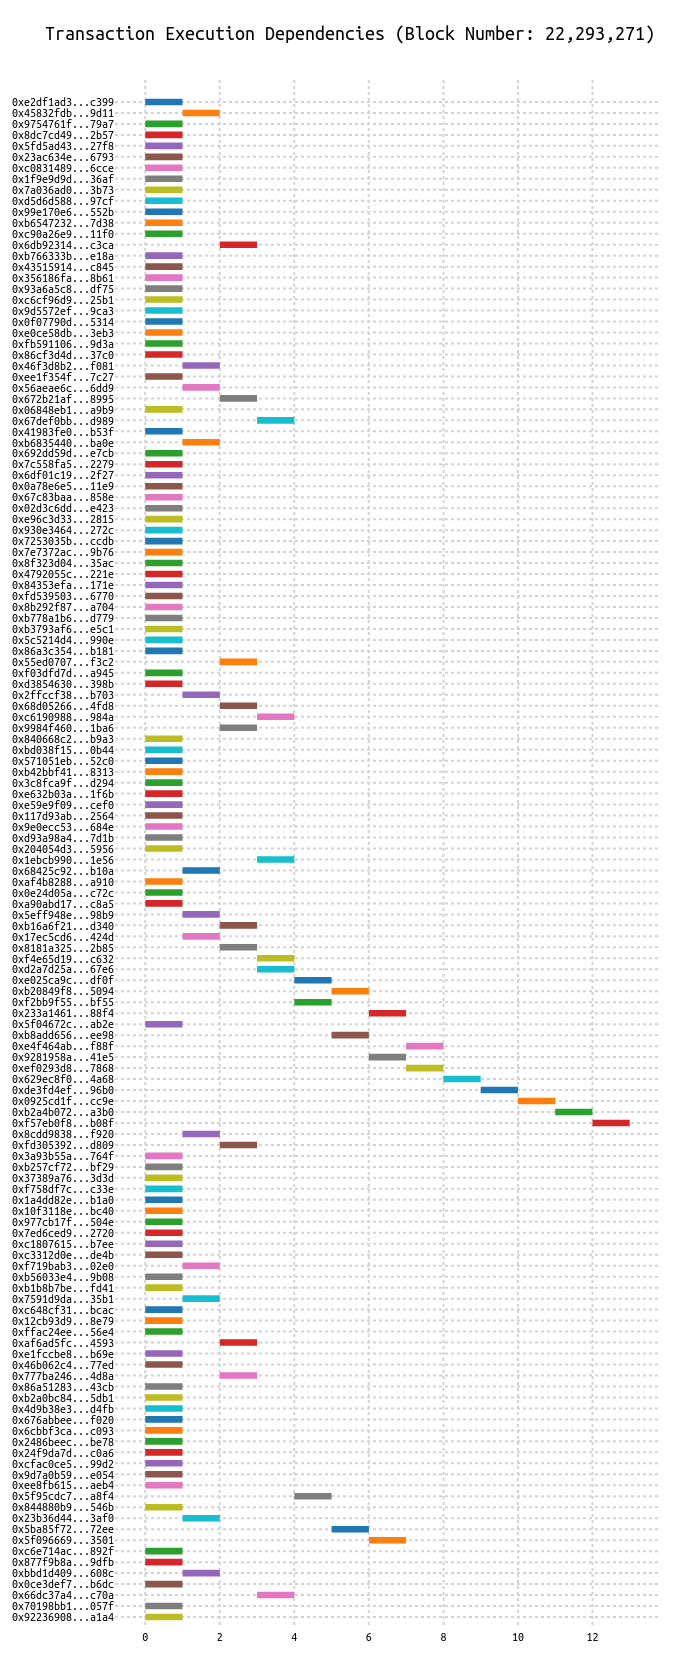 Transaction Execution Dependencies (Block Number: 22,293,271)
0xe2df1ad3...c399
0x45832fdb...9d11
0x9754761f...79a7
0x8dc7cd49...2b57
0x5fd5ad43...27f8
0x23ac634e...6793
0xc0831489...6cce
0x1f9e9d9d...36af
0x7a036ad0...3b73
0xd5d6d588...97cf
0x99e170e6...552b
0xb6547232...7d38
0xc90a26e9...11f0
0x6db92314...c3ca
0xb766333b...e18a
0x43515914...c845
0x356186fa...8b61
0x93a6a5c8...df75
0xc6cf96d9...25b1
0x9d5572ef...9ca3
0x0f07790d...5314
0xe0ce58db...3eb3
0xfb591106...9d3a
0x86cf3d4d...37c0
0x46f3d8b2...f081
0xee1f354f...7c27
0x56aeae6c...6dd9
0x672b21af...8995
0x06848eb1...a9b9
0x67def0bb...d989
0x41983fe0...b53f
0xb6835440...ba0e
0x692dd59d...e7cb
0x7c558fa5...2279
0x6df01c19...2f27
0x0a78e6e5...11e9
0x67c83baa...858e
0x02d3c6dd...e423
0xe96c3d33...2815
0x930e3464...272c
0x7253035b...ccdb
0x7e7372ac...9b76
0x8f323d04...35ac
0x4792055c...221e
0x84353efa...171e
0xfd539503...6770
0x8b292f87...a704
0xb778a1b6...d779
0xb3793af6...e5c1
0x5c5214d4...990e
0x86a3c354...b181
0x55ed0707...f3c2
0xf03dfd7d...a945
0xd3854630...398b
0x2ffccf38...b703
0x68d05266...4fd8
0xc6190988...984a
0x9984f460...1ba6
0x840668c2...b9a3
0xbd038f15...0b44
0x571051eb...52c0
0xb42bbf41...8313
0x3c8fca9f...d294
0xe632b03a...1f6b
0xe59e9f09...cef0
0x117d93ab...2564
0x9e0ecc53...684e
0xd93a98a4...7d1b
0x204054d3...5956
0x1ebcb990...1e56
0x68425c92...b10a
0xaf4b8288...a910
0x0e24d05a...c72c
0xa90abd17...c8a5
0x5eff948e...98b9
0xb16a6f21...d340
0x17ec5cd6...424d
0x8181a325...2b85
0xf4e65d19...c632
0xd2a7d25a...67e6
0xe025ca9c...df0f
0xb20849f8...5094
0xf2bb9f55...bf55
0x233a1461...88f4
0x5f04672c...ab2e
0xb8add656...ee98
0xe4f464ab...f88f
0x9281958a...41e5
0xef0293d8...7868
0x629ec8f0...4a68
0xde3fd4ef...96b0
0x0925cd1f...cc9e
0xb2a4b072...a3b0
0xf57eb0f8...b08f
0x8cdd9838...f920
0xfd305392...d809
0x3a93b55a...764f
0xb257cf72...bf29
0x37389a76...3d3d
0xf758df7c...c33e
0x1a4dd82e...b1a0
0x10f3118e...bc40
0x977cb17f...504e
0x7ed6ced9...2720
0xc1807615...b7ee
0xc3312d0e...de4b
0xf719bab3...02e0
0xb56033e4...9b08
0xb1b8b7be...fd41
0x7591d9da...35b1
0xc648cf31...bcac
0x12cb93d9...8e79
0xffac24ee...56e4
0xaf6ad5fc...4593
0xe1fccbe8...b69e
0x46b062c4...77ed
0x777ba246...4d8a
0x86a51283...43cb
0xb2a0bc84...5db1
0x4d9b38e3...d4fb
0x676abbee...f020
0x6cbbf3ca...c093
0x2486beec...be78
0x24f9da7d...c0a6
0xcfac0ce5...99d2
0x9d7a0b59...e054
0xee8fb615...aeb4
0x5f95cdc7...a8f4
0x844880b9...546b
0x23b36d44...3af0
0x5ba85f72...72ee
0x5f096669...3501
0xc6e714ac...892f
0x877f9b8a...9dfb
0xbbd1d409...608c
0x0ce3def7...b6dc
0x66dc37a4...c70a
0x70198bb1...057f
0x92236908...a1a4
0 2 4 6 8 10 12